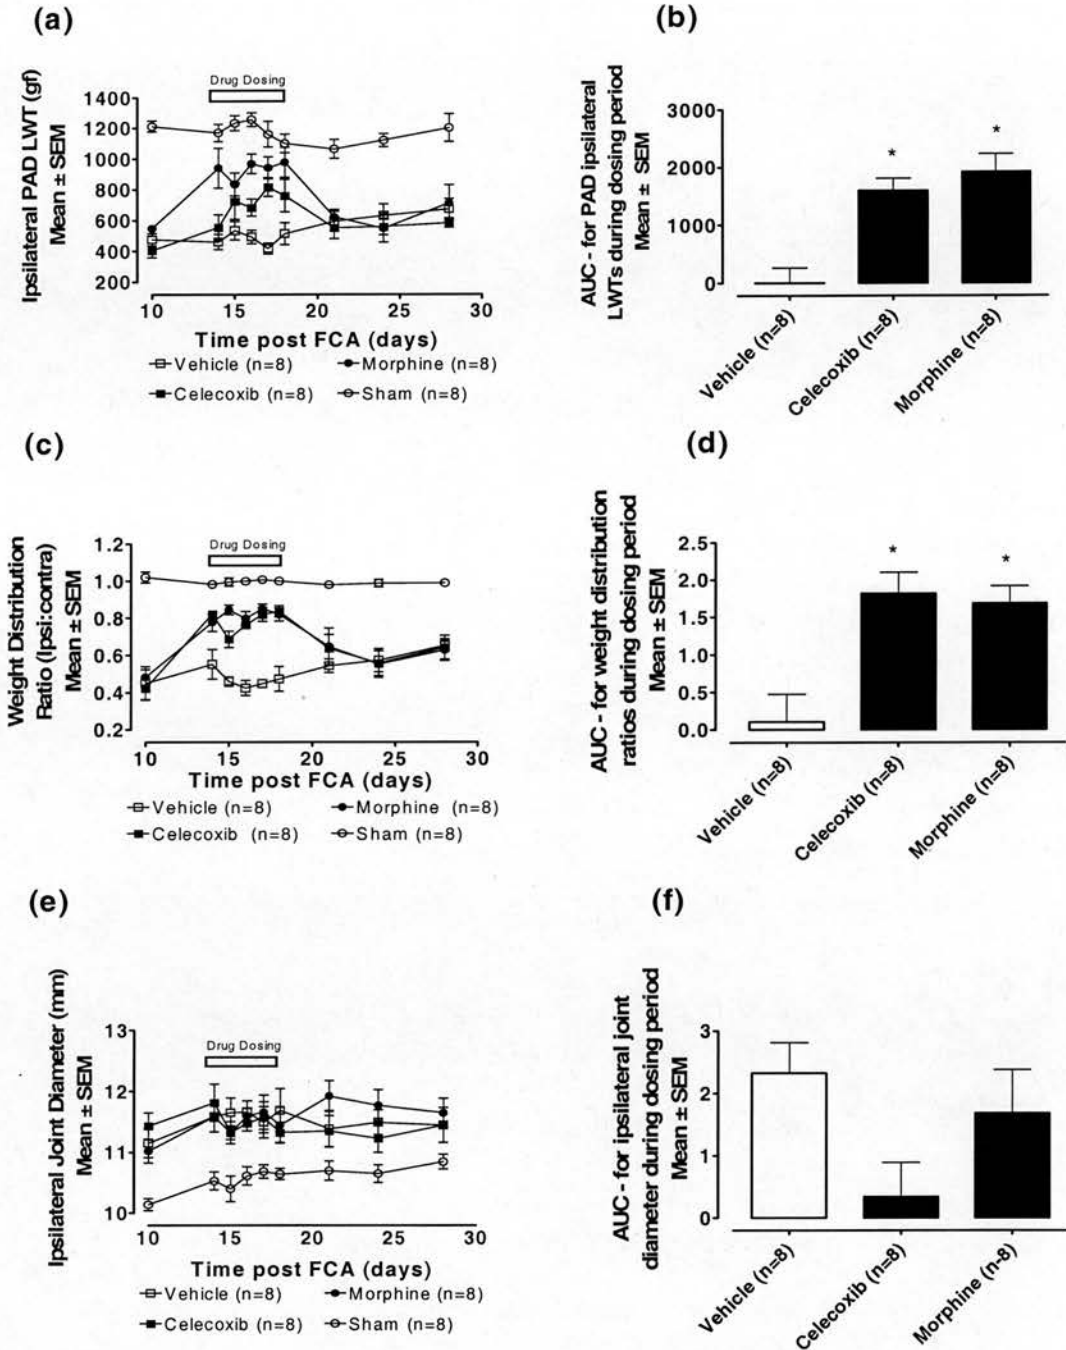 (a)
Ipsilateral PAD LWT (gf)
Mean ± SEM
Drug Dosing
1400
1200
1000
800
600
400
200
10
15
20
25
30
Time post FCA (days)
Vehicle (n=8)
Morphine (n=8)
Celecoxib (n=8)
Sham (n=8)
(b)
AUC - for PAD ipsilateral
LWTs during dosing period
Mean ± SEM
3000
2000
1000
0
*
*
Vehicle (n=8)
Celecoxib (n=8)
Morphine (n=8)
(c)
Weight Distribution
Ratio (Ipsi:contra)
Mean ± SEM
Drug Dosing
1.2
1.0
0.8
0.6
0.4
0.2
10
15
20
25
30
Time post FCA (days)
Vehicle (n=8)
Morphine (n=8)
Celecoxib (n=8)
Sham (n=8)
(d)
AUC - for weight distribution
ratios during dosing period
Mean ± SEM
2.5
2.0
1.5
1.0
0.5
0.0
*
*
Vehicle (n=8)
Celecoxib (n=8)
Morphine (n=8)
(e)
Ipsilateral Joint Diameter (mm)
Mean ± SEM
Drug Dosing
13
12
11
10
10
15
20
25
30
Time post FCA (days)
Vehicle (n=8)
Morphine (n=8)
Celecoxib (n=8)
Sham (n=8)
(f)
AUC - for ipsilateral joint
diameter during dosing period
Mean ± SEM
3
2
1
0
Vehicle (n=8)
Celecoxib (n=8)
Morphine (n-8)